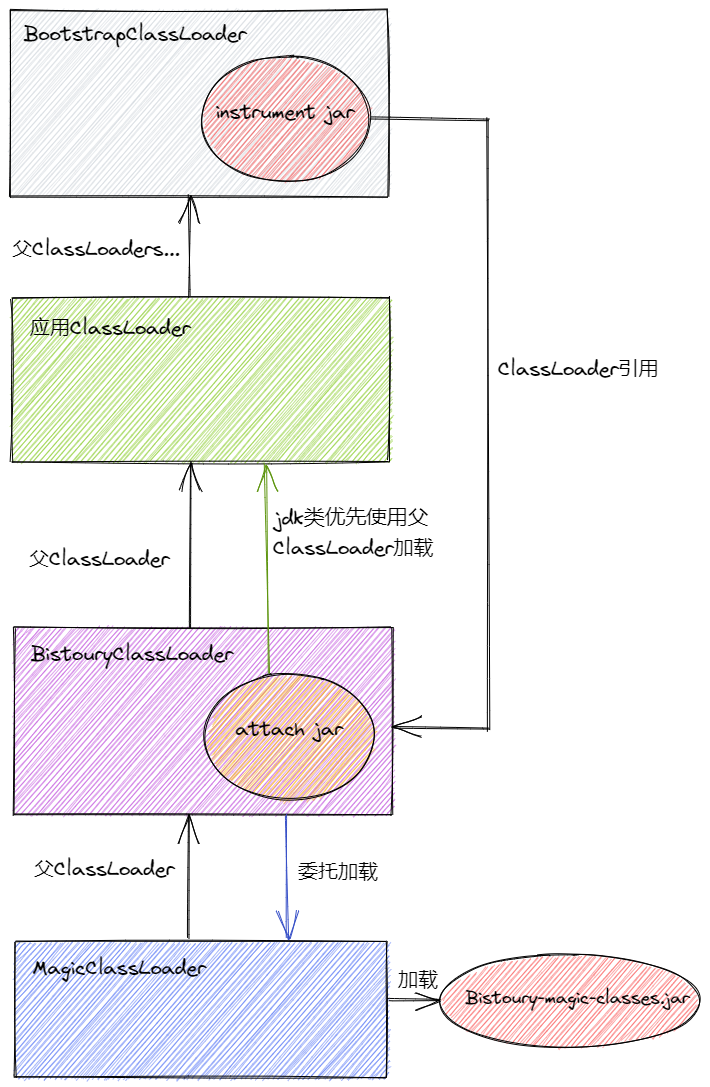 BootstrapClassLoader
instrument jar
父ClassLoaders...
应用ClassLoader
ClassLoader引用
jdk类优先使用父
ClassLoader加载
父ClassLoader
BistouryClassLoader
attach jar
父ClassLoader
委托加载
MagicClassLoader
加载
Bistoury-magic-classes.jar